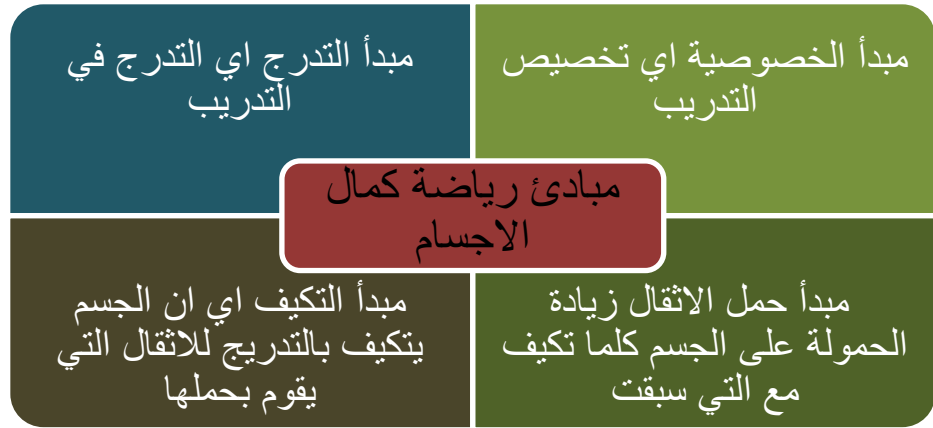 مبدأ الخصوصية اي تخصيص
التدريب
مبدأ التدرج اي التدرج في
التدريب
مبادئ رياضة كمال
الاجسام
مبدأ حمل الاثقال زيادة
الحمولة على الجسم كلما تكيف
مع التي سبقت
مبدأ التكيف اي ان الجسم
يتكيف بالتدريج للاثقال التي
يقوم بحملها